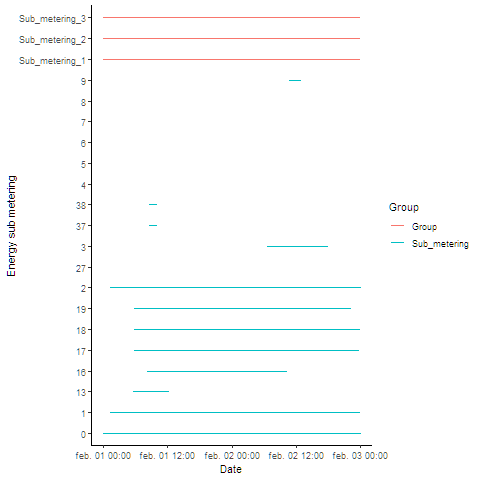 Sub_metering_3
Sub_metering_2
Sub_metering_1
9
8
7
6
5
4
38
37
3
27
2
19
18
17
16
13
1
0
Energy sub metering
feb. 01 00:00 feb. 01 12:00 feb. 02 00:00 feb. 02 12:00 feb. 03 00:00
Date
Group
Group
Sub_metering